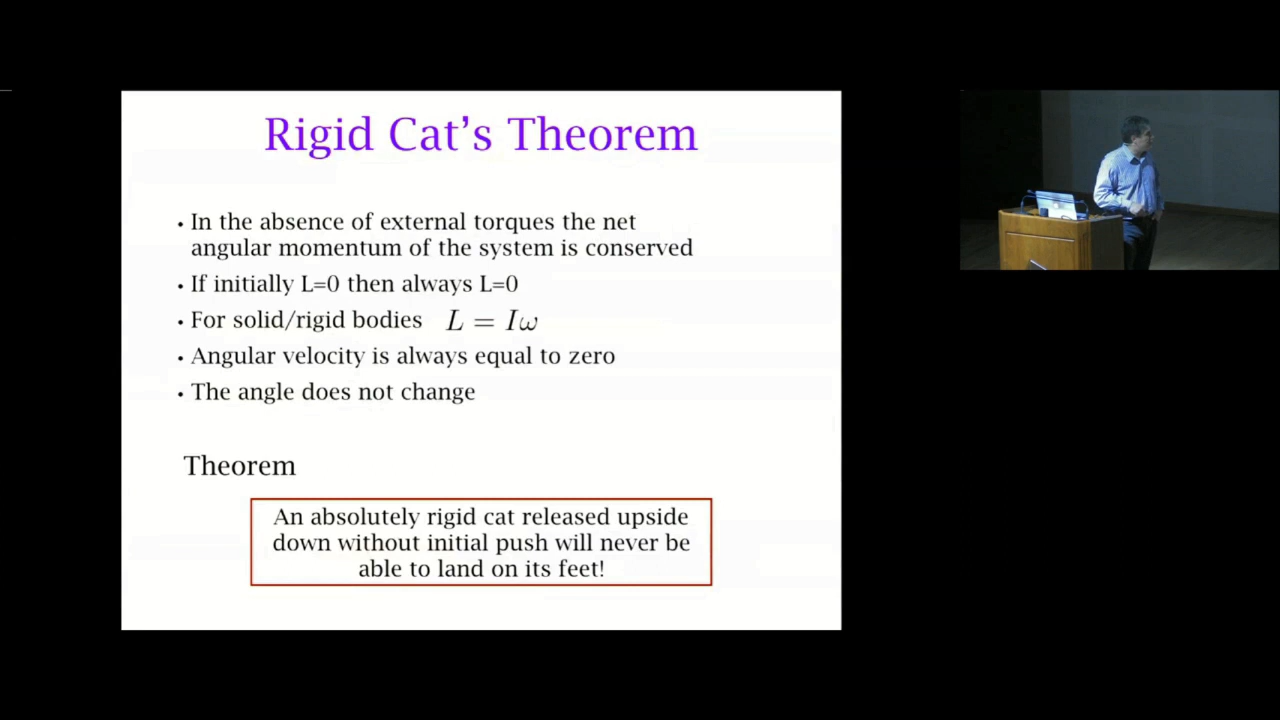 Rigid Cat's Theorem
• In the absence of external torques the net
angular momentum of the system is conserved
• If initially L=0 then always L=0
• For solid/rigid bodies L = Iω
• Angular velocity is always equal to zero
• The angle does not change
Theorem
An absolutely rigid cat released upside
down without initial push will never be
able to land on its feet!